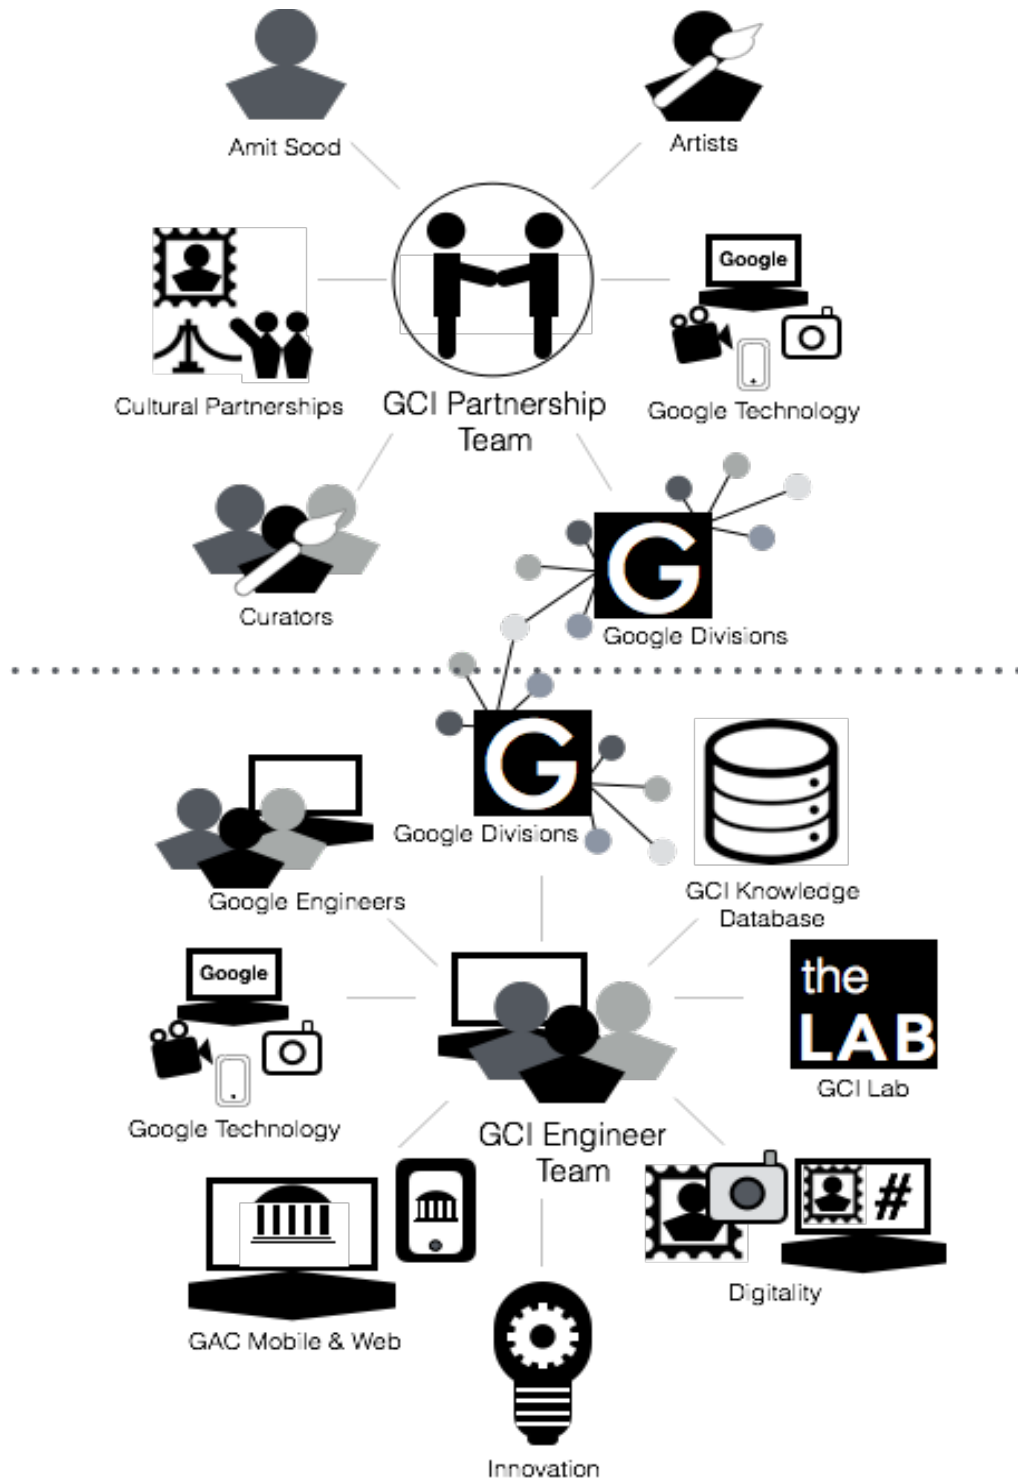 Amit Sood
Artists
Google
Cultural Partnerships
GCI Partnership
Team
Google Technology
Curators
G
Google Divisions
G
Google Divisions
Google Engineers
GCI Knowledge
Database
Google
the
LAB
GCI Lab
Google Technology
GCI Engineer
Team
#
Digitality
GAC Mobile & Web
Innovation